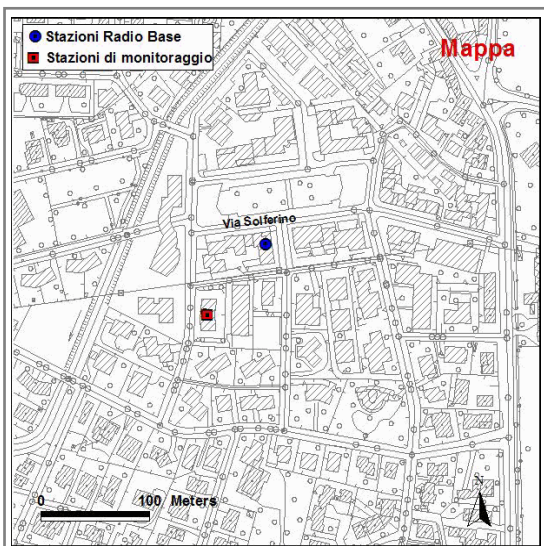 Stazioni Radio Base
Stazioni di monitoraggio
Mappa
Via Solferino
0 100 Meters
N